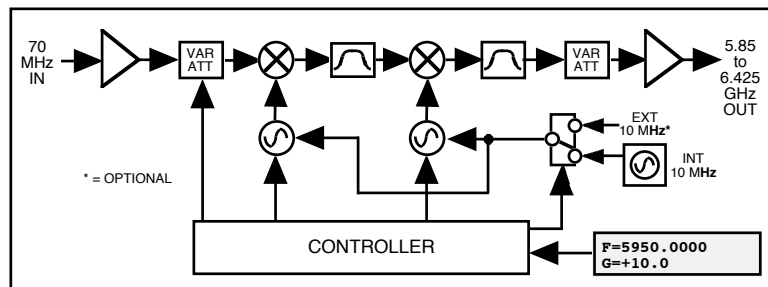 70
MHz
IN
VAR
ATT
VAR
ATT
5.85
to
6.425
GHz
OUT
EXT
10 MHz*
INT
10 MHz
* = OPTIONAL
CONTROLLER
F=5950.0000
G=+10.0